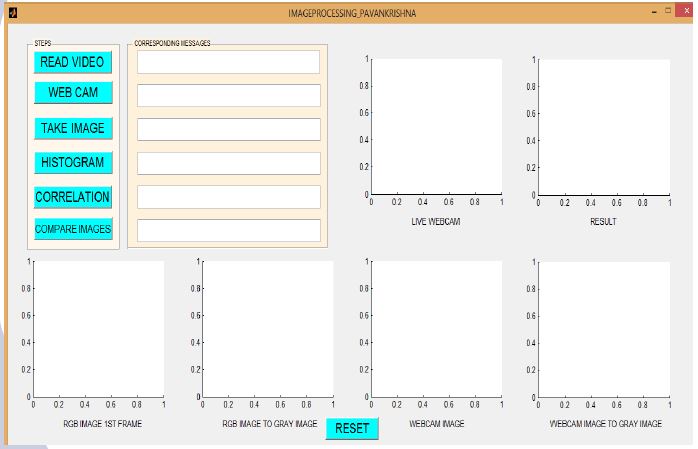 IMAGEPROCESSING_PAVANKRISHNA
STEPS
CORRESPONDING MESSAGES
READ VIDEO
WEB CAM
TAKE IMAGE
HISTOGRAM
CORRELATION
COMPARE IMAGES
1
0.8
0.6
0.4
0.2
0
0 0.2 0.4 0.6 0.8 1
LIVE WEBCAM
1
0.8
0.6
0.4
0.2
0
0 0.2 0.4 0.6 0.8 1
RESULT
1
0.8
0.6
0.4
0.2
0
0 0.2 0.4 0.6 0.8 1
RGB IMAGE 1ST FRAME
1
0.8
0.6
0.4
0.2
0
0 0.2 0.4 0.6 0.8 1
RGB IMAGE TO GRAY IMAGE
RESET
1
0.8
0.6
0.4
0.2
0
0 0.2 0.4 0.6 0.8 1
WEBCAM IMAGE
1
0.8
0.6
0.4
0.2
0
0 0.2 0.4 0.6 0.8 1
WEBCAM IMAGE TO GRAY IMAGE